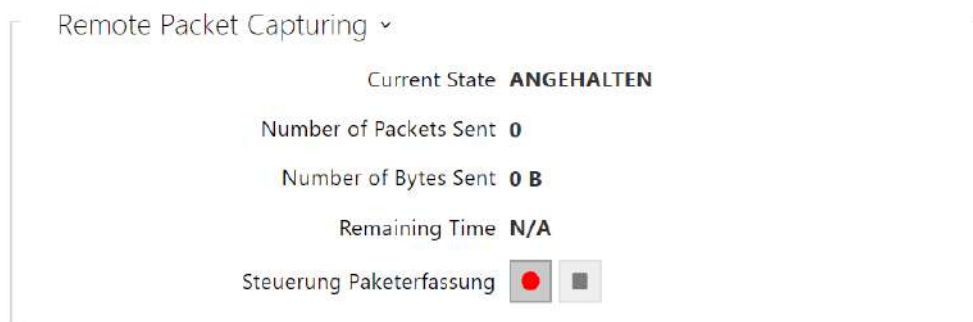 Remote Packet Capturing
Current State ANGEHALTEN
Number of Packets Sent 0
Number of Bytes Sent 0 B
Remaining Time N/A
Steuerung Paketerfassung